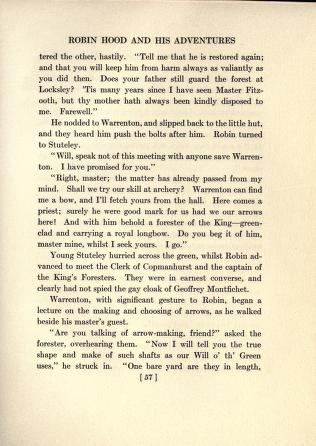 ROBIN HOOD AND HIS ADVENTURES
tered the other, hastily. "Tell me that he is restored again;
and that you will keep him from harm always as valiantly as
you did then. Does your father still guard the forest at
Locksley? 'Tis many years since I have seen Master Fitz-
ooth, but thy mother hath always been kindly disposed to
me. Farewell."
He nodded to Warrenton, and slipped back to the little hut,
and they heard him push the bolts after him. Robin turned
to Stuteley.
"Will, speak not of this meeting with anyone save Warren-
ton. I have promised for you."
"Right, master; the matter has already passed from my
mind. Shall we try our skill at archery? Warrenton can find
me a bow, and I'll fetch yours from the hall. Here comes a
priest; surely he were good mark for us had we our arrows
here! And with him behold a forester of the King—green-
clad and carrying a royal longbow. Do you beg it of him,
master mine, whilst I seek yours. I go."
Young Stuteley hurried across the green, whilst Robin ad-
vanced to meet the Clerk of Copmanhurst and the captain of
the King's Foresters. They were in earnest converse, and
clearly had not spied the gay cloak of Geoffrey Montfichet.
Warrenton, with significant gesture to Robin, began a
lecture on the making and choosing of arrows, as he walked
beside his master's guest.
"Are you talking of arrow-making, friend?" asked the
forester, overhearing them. "Now I will tell you the true
shape and make of such shafts as our Will o' th' Green
uses," he struck in. "One bare yard are they in length,
[ 57 ]